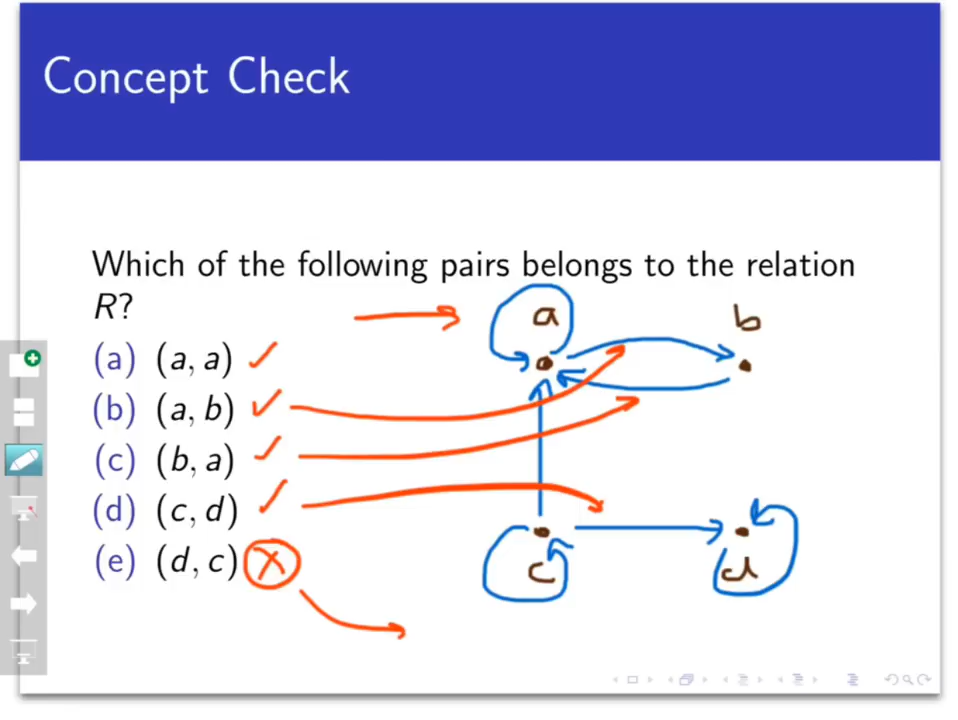 Concept Check
Which of the following pairs belongs to the relation
R?
a
b
(a) (a, a) ✓
(b) (a, b) ✓
(c) (b, a) ✓
(d) (c, d) ✓
(e) (d, c) X
c
d